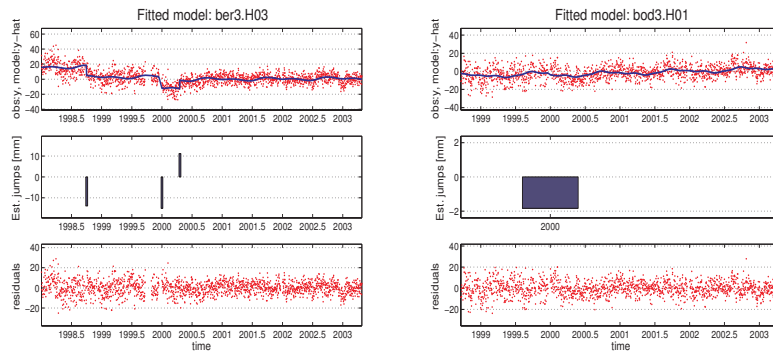 Fitted model: ber3.H03
obs:y, model:y-hat
60
40
20
0
−20
−40
1998.5 1999 1999.5 2000 2000.5 2001 2001.5 2002 2002.5 2003
Est. jumps [mm]
10
0
−10
1998.5 1999 1999.5 2000 2000.5 2001 2001.5 2002 2002.5 2003
residuals
40
20
0
−20
1998.5 1999 1999.5 2000 2000.5 2001 2001.5 2002 2002.5 2003
time
Fitted model: bod3.H01
obs:y, model:y-hat
60
40
20
0
−20
−40
1999 1999.5 2000 2000.5 2001 2001.5 2002 2002.5 2003
Est. jumps [mm]
2
0
−2
2000
residuals
40
20
0
−20
1999 1999.5 2000 2000.5 2001 2001.5 2002 2002.5 2003
time